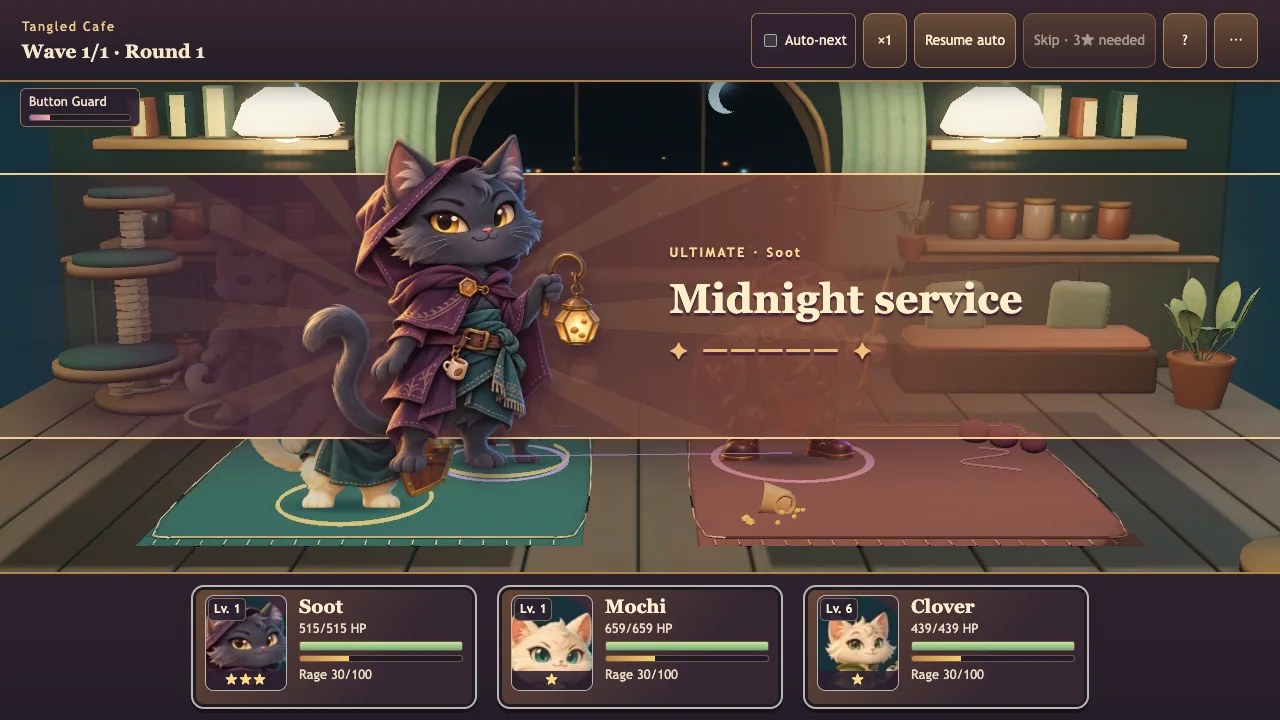 Tangled Cafe
Wave 1/1 · Round 1
Auto-next
×1
Resume auto
Skip · 3★ needed
?
···
Button Guard
ULTIMATE · Soot
Midnight service
Lv. 1
Soot
515/515 HP
Rage 30/100
Lv. 1
Mochi
659/659 HP
Rage 30/100
Lv. 6
Clover
439/439 HP
Rage 30/100